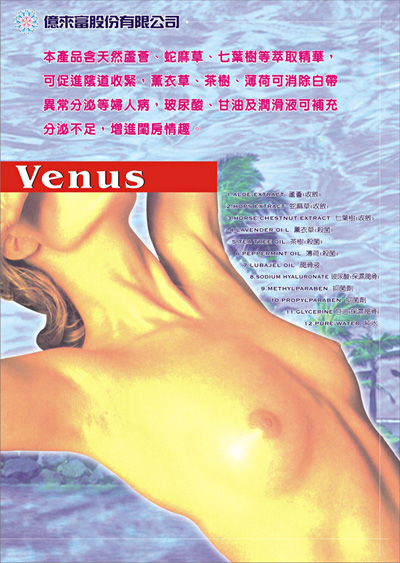 億來富股份有限公司
本產品含天然蘆薈、蛇麻草、七葉樹等萃取精華，
可促進陰道收緊，薰衣草、茶樹、薄荷可消除白帶
異常分泌等婦人病，玻尿酸、甘油及潤滑液可補充
分泌不足，增進閨房情趣。
Venus
1.ALOE EXTRACT 蘆薈(收斂)
2.HOPS EXTRACT 蛇麻草(收斂)
3.HORSE CHESTNUT EXTRACT 七葉樹(收斂)
4.LAVENDER OIL 薰衣草(殺菌)
5.TEA TREE OIL 茶樹(殺菌)
6.PEPPERMINT OIL 薄荷(殺菌)
7.LUBAJEL OIL 潤滑液
8.SODIUM HYALURONATE 玻尿酸(保濕潤滑)
9.METHYLPARABEN 抑菌劑
10.PROPYLPARABEN 抑菌劑
11.GLYCERINE 甘油(保濕潤滑)
12.PURE WATER 純水